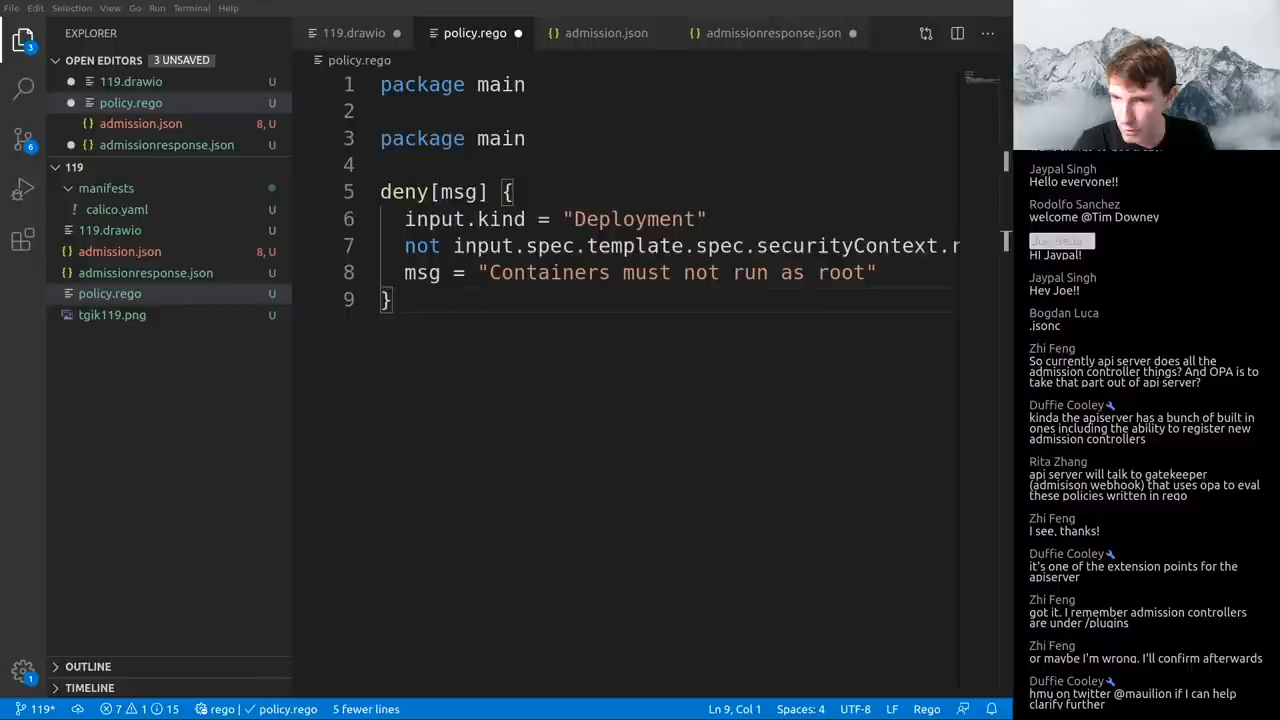 File Edit Selection View Go Run Terminal Help
EXPLORER
OPEN EDITORS 3 UNSAVED
119.drawio U
policy.rego U
{} admission.json 8, U
{} admissionresponse.json U
119
manifests
! calico.yaml U
119.drawio U
{} admission.json 8, U
{} admissionresponse.json U
policy.rego U
tgik119.png U
OUTLINE
TIMELINE
3
6
1
119.drawio
policy.rego
{} admission.json
{} admissionresponse.json
policy.rego
1 package main
2
3 package main
4
5 deny[msg] {
6 input.kind = "Deployment"
7 not input.spec.template.spec.securityContext.r
8 msg = "Containers must not run as root"
9 }
119* 7 1 15 rego policy.rego 5 fewer lines Ln 9, Col 1 Spaces: 4 UTF-8 LF Rego
Jaypal Singh
Hello everyone!!
Rodolfo Sanchez
welcome @Tim Downey
HI Jaypal!
Jaypal Singh
Hey Joe!!
Bogdan Luca
.jsonc
Zhi Feng
So currently api server does all the
admission controller things? And OPA is to
take that part out of api server?
Duffie Cooley
kinda the apiserver has a bunch of built in
ones including the ability to register new
admission controllers
Rita Zhang
api server will talk to gatekeeper
(admisison webhook) that uses opa to eval
these policies written in rego
Zhi Feng
I see, thanks!
Duffie Cooley
it's one of the extension points for the
apiserver
Zhi Feng
got it. I remember admission controllers
are under /plugins
Zhi Feng
or maybe I'm wrong. I'll confirm afterwards
Duffie Cooley
hmu on twitter @mauilion if I can help
clarify further